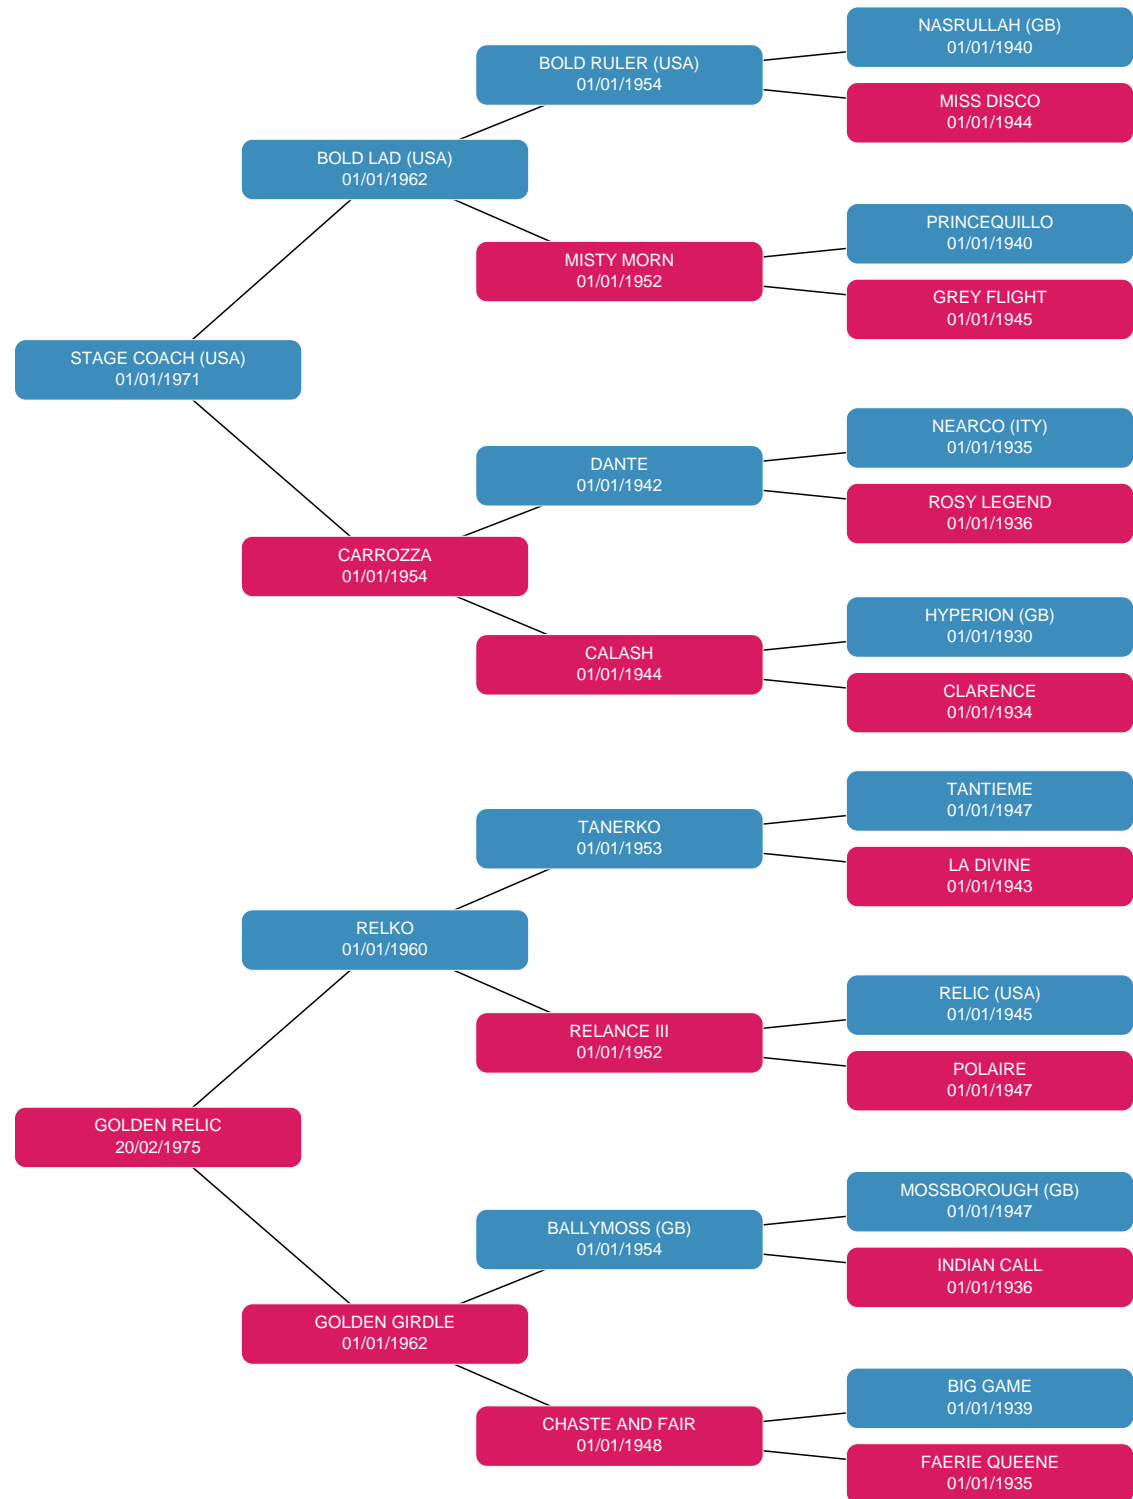 NASRULLAH (GB)
01/01/1940
BOLD RULER (USA)
01/01/1954
MISS DISCO
01/01/1944
BOLD LAD (USA)
01/01/1962
PRINCEQUILLO
01/01/1940
MISTY MORN
01/01/1952
GREY FLIGHT
01/01/1945
STAGE COACH (USA)
01/01/1971
NEARCO (ITY)
01/01/1935
DANTE
01/01/1942
ROSY LEGEND
01/01/1936
CARROZZA
01/01/1954
HYPERION (GB)
01/01/1930
CALASH
01/01/1944
CLARENCE
01/01/1934
TANTIEME
01/01/1947
TANERKO
01/01/1953
LA DIVINE
01/01/1943
RELKO
01/01/1960
RELIC (USA)
01/01/1945
RELANCE III
01/01/1952
POLAIRE
01/01/1947
GOLDEN RELIC
20/02/1975
MOSSBOROUGH (GB)
01/01/1947
BALLYMOSS (GB)
01/01/1954
INDIAN CALL
01/01/1936
GOLDEN GIRDLE
01/01/1962
BIG GAME
01/01/1939
CHASTE AND FAIR
01/01/1948
FAERIE QUEENE
01/01/1935